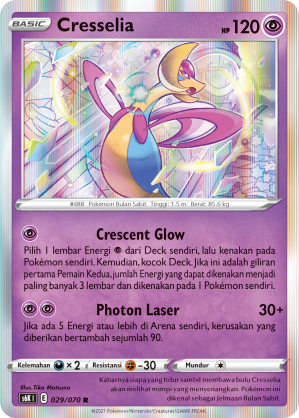 BASIC
Cresselia
HP 120
#488 Pokémon Bulan Sabit Tinggi: 1.5 m Berat: 85.6 kg
Crescent Glow
Pilih 1 lembar Energi dari Deck sendiri, lalu kenakan pada
Pokémon sendiri. Kemudian, kocok Deck. Jika ini adalah giliran
pertama Pemain Kedua, jumlah Energi yang dapat dikenakan menjadi
paling banyak 3 lembar dan dikenakan pada 1 Pokémon sendiri.
Photon Laser 30+
Jika ada 5 Energi atau lebih di Arena sendiri, kerusakan yang
diberikan bertambah sejumlah 90.
Kelemahan ×2 Resistansi -30 Mundur
Illus. Tika Matsuno
s6K I E 029/070 R
Kabarnya siapa yang tidur sambil membawa bulu Cresselia
akan melihat mimpi yang menyenangkan. Pokémon ini
dikenal sebagai Jelmaan Bulan Sabit.
©2021 Pokémon/Nintendo/Creatures/GAME FREAK.